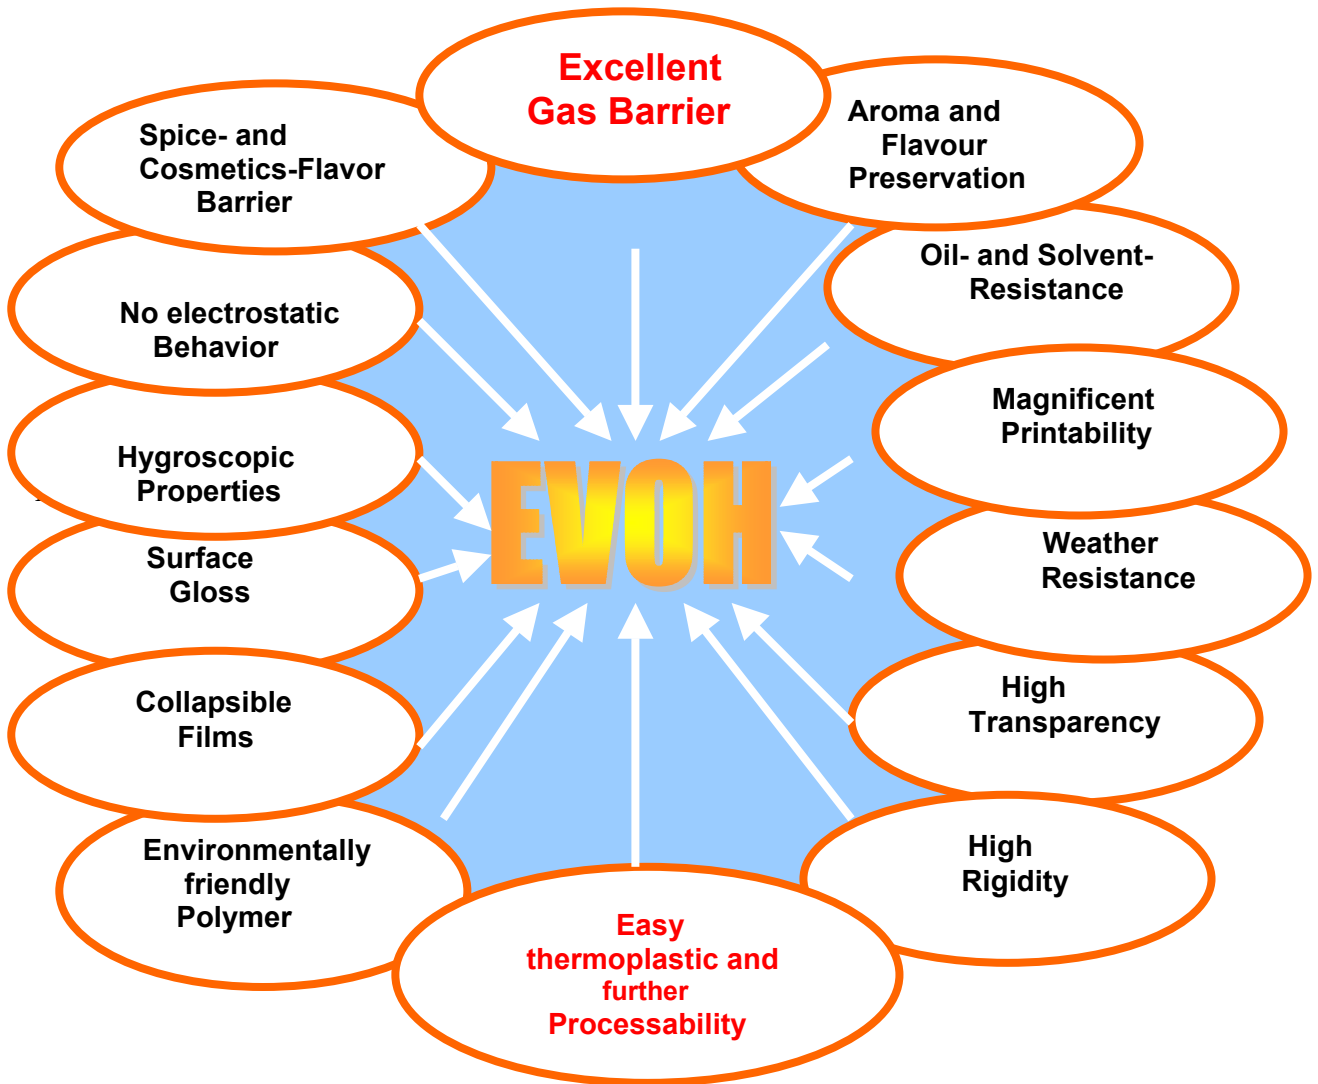 Excellent
Gas Barrier
Aroma and
Flavour
Preservation
Spice- and
Cosmetics-Flavor
Barrier
Oil- and Solvent-
Resistance
No electrostatic
Behavior
Magnificent
Printability
Hygroscopic
Properties
EVOH
Weather
Resistance
Surface
Gloss
High
Transparency
Collapsible
Films
High
Rigidity
Environmentally
friendly
Polymer
Easy
thermoplastic and
further
Processability